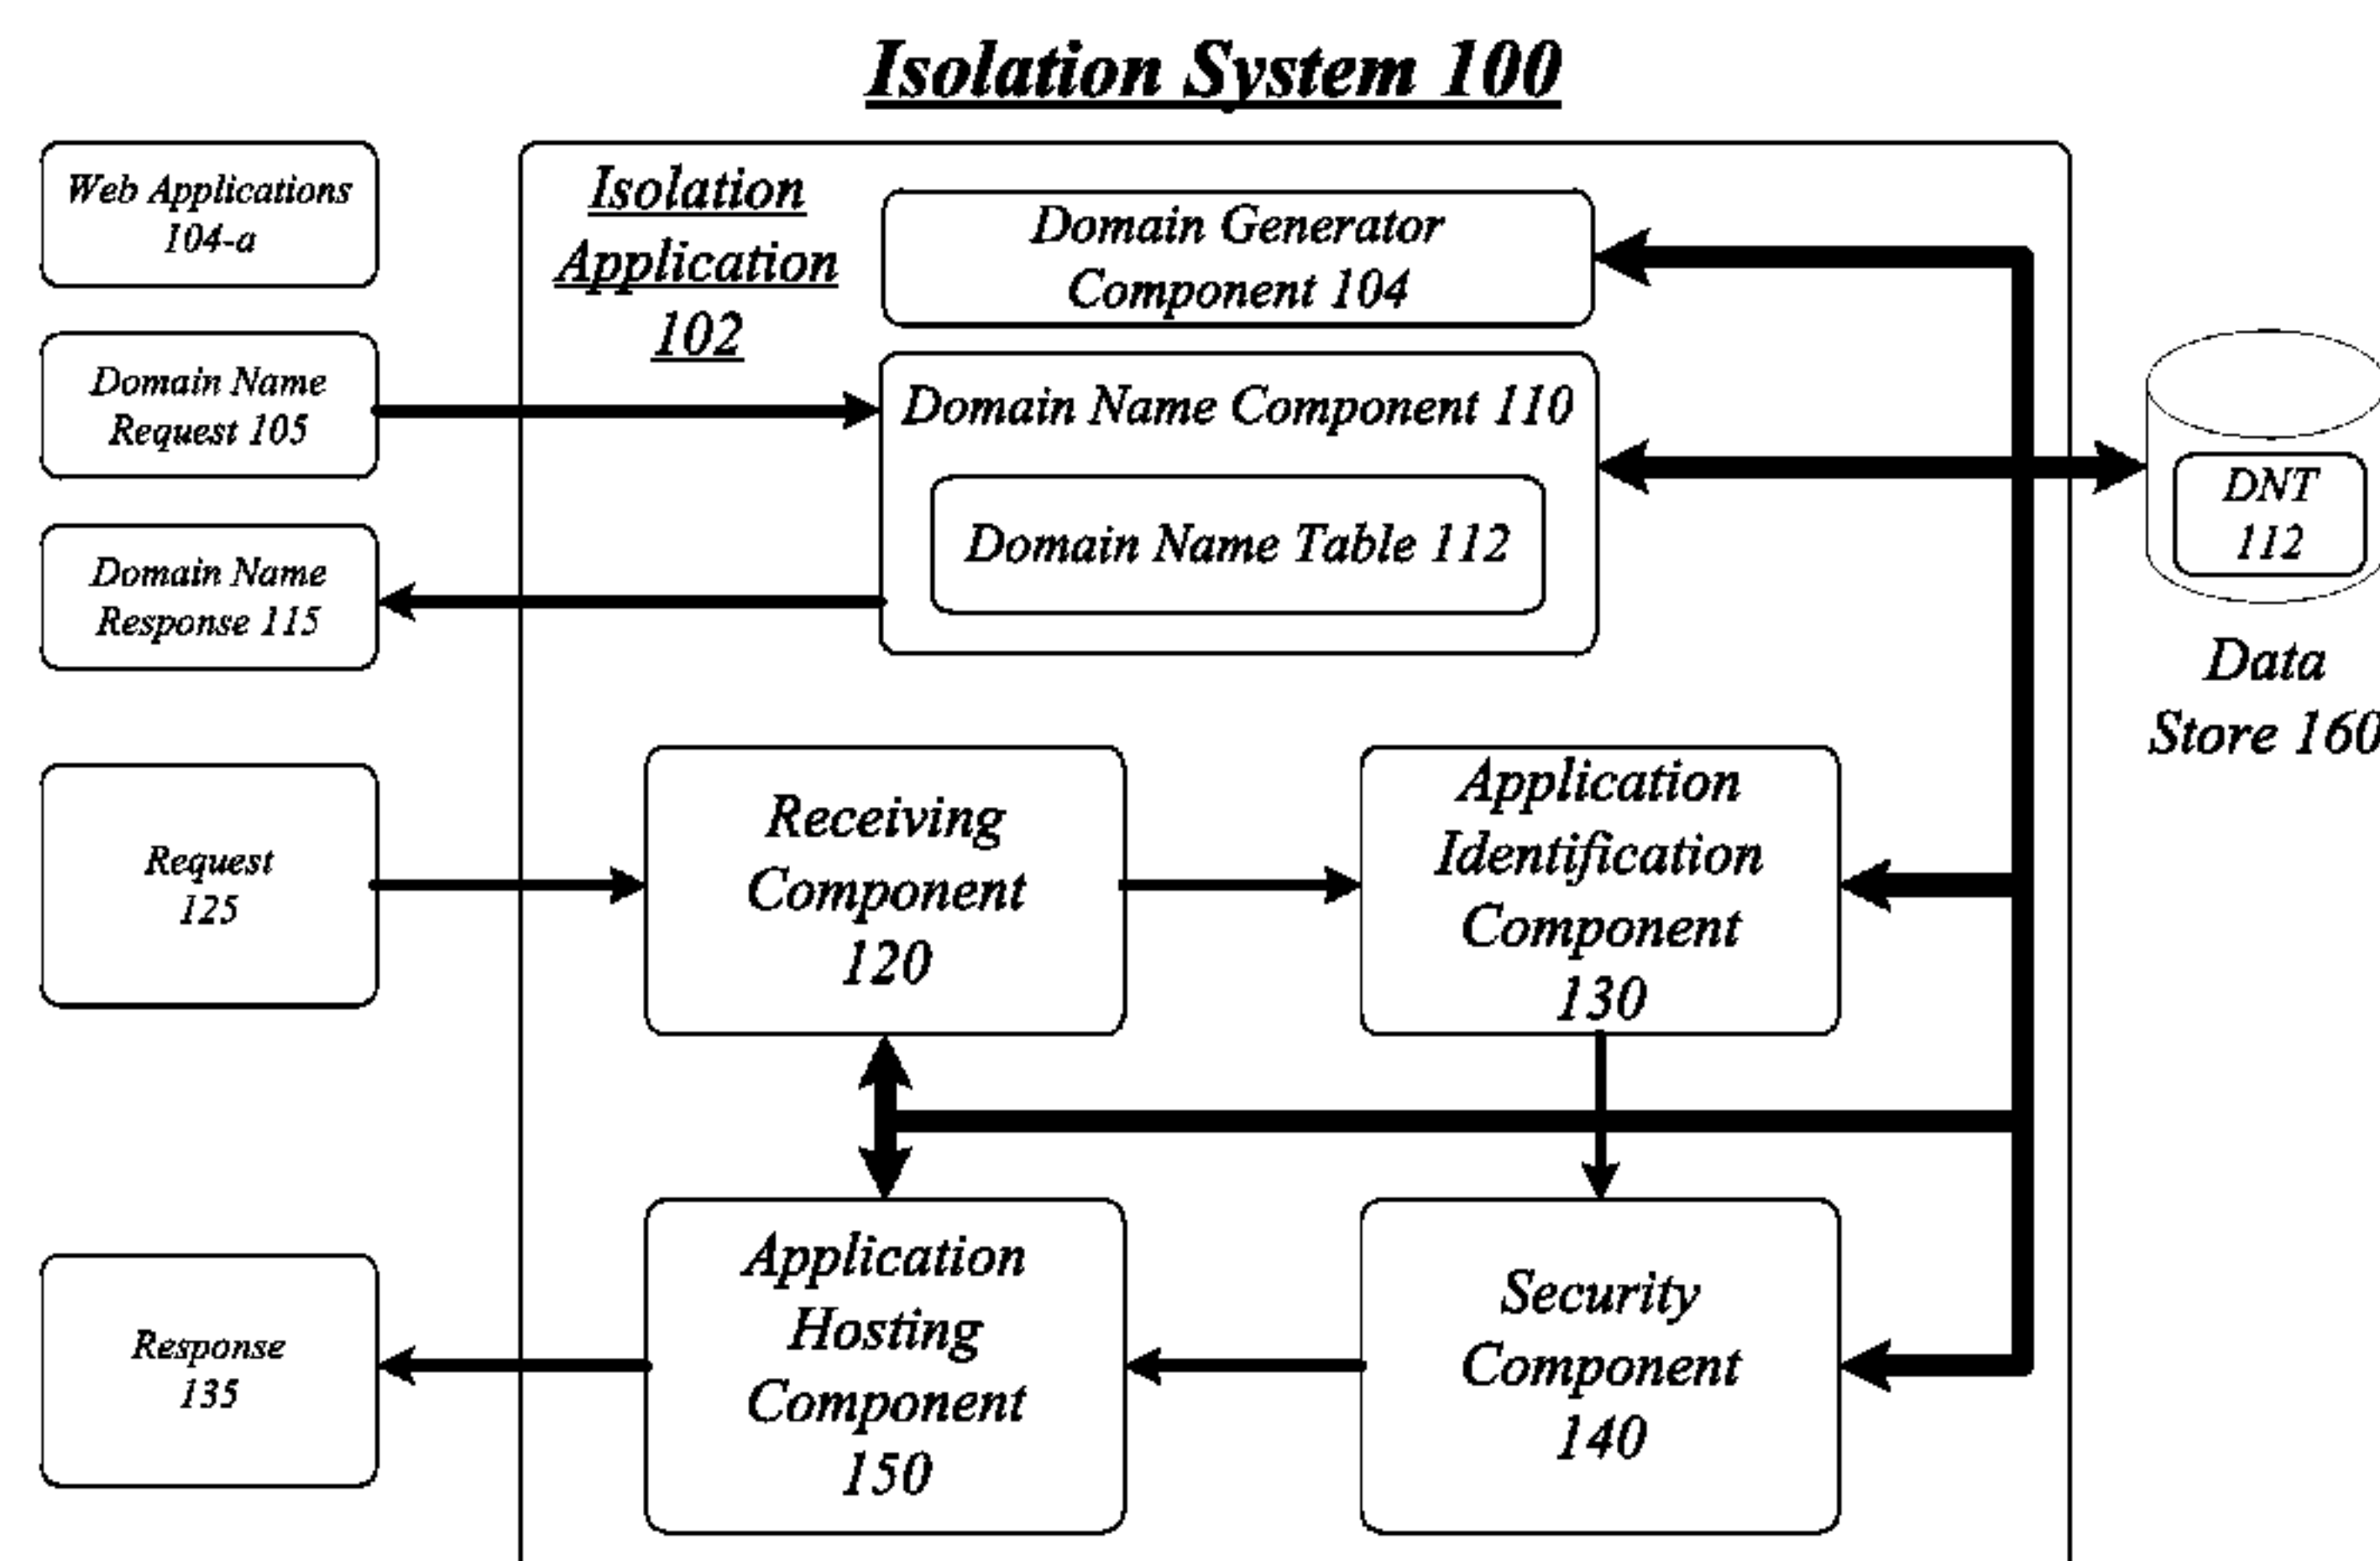 Isolation System 100
Web Applications
104-a
Isolation
Application
102
Domain Generator
Component 104
Domain Name
Request 105
Domain Name Component 110
Domain Name Table 112
DNT
112
Domain Name
Response 115
Data
Store 160
Request
125
Receiving
Component
120
Application
Identification
Component
130
Response
135
Application
Hosting
Component
150
Security
Component
140